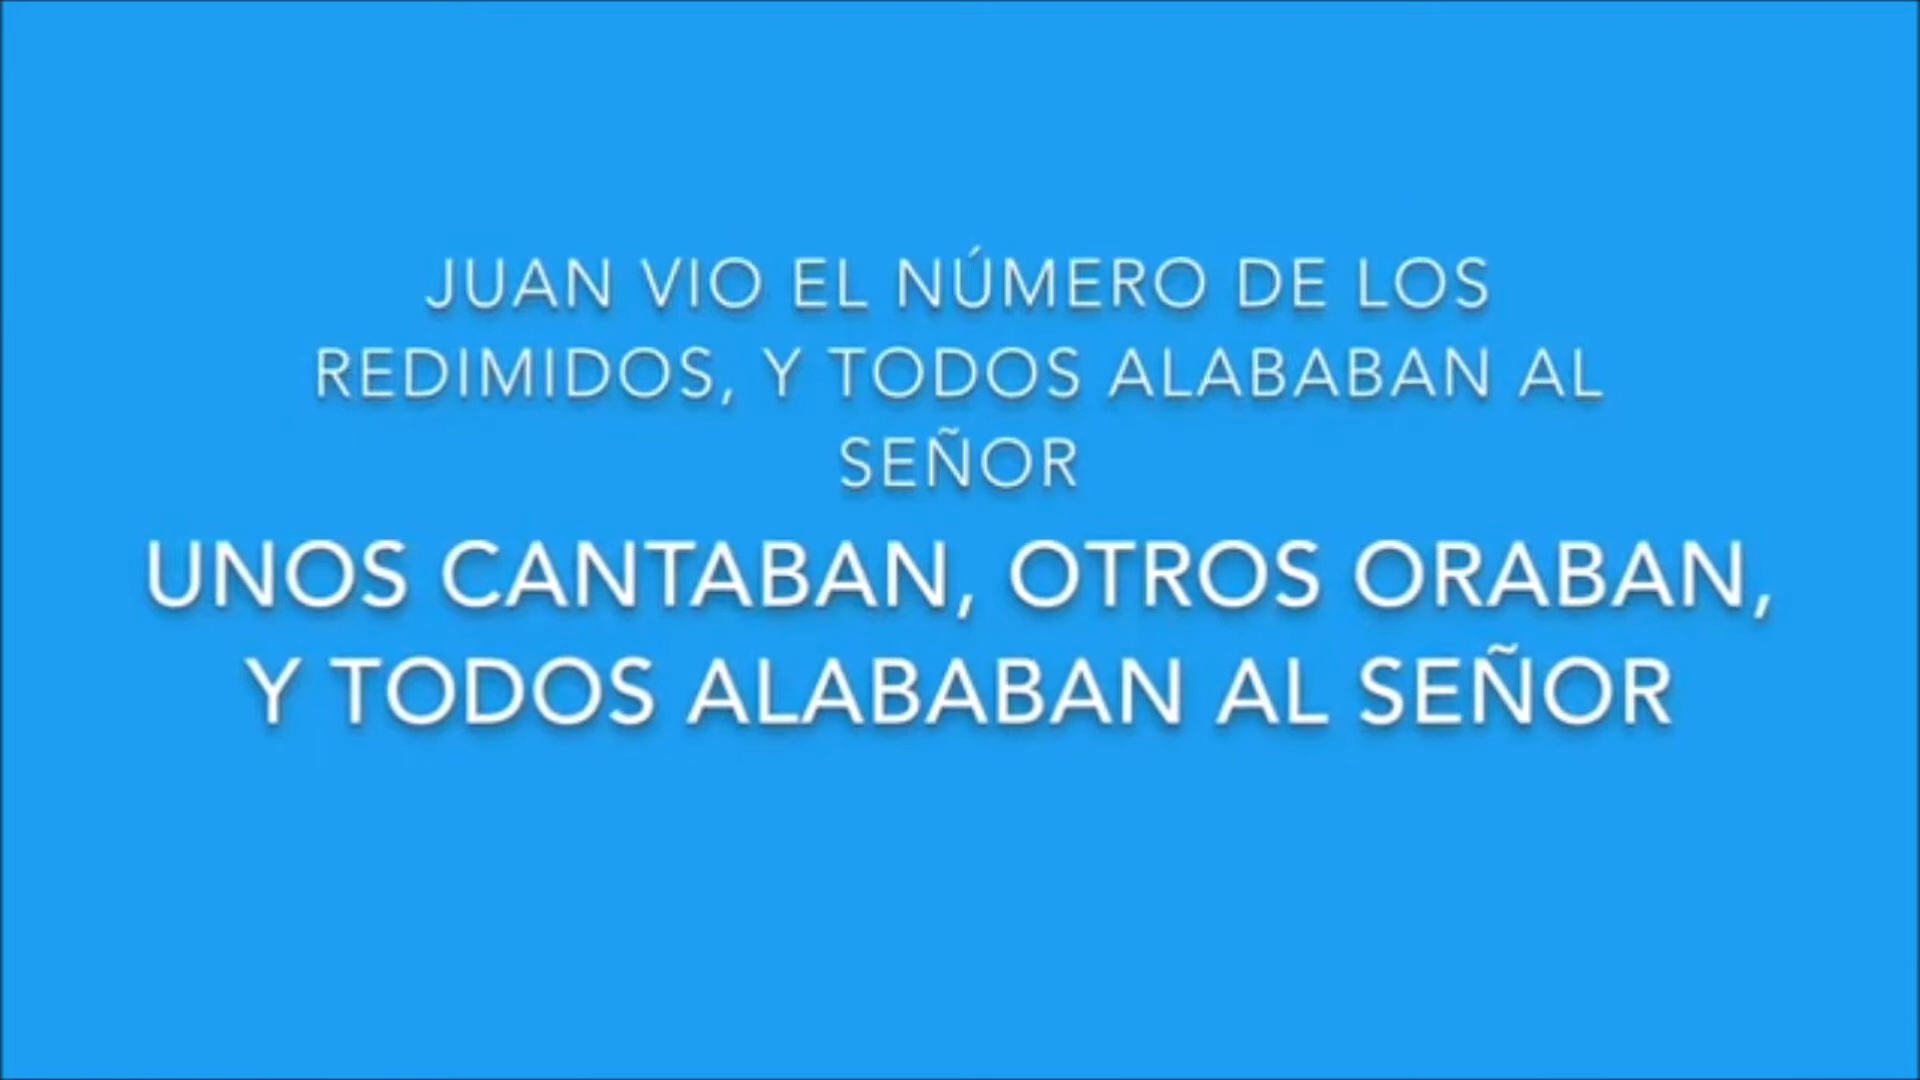 JUAN VIO EL NÚMERO DE LOS
REDIMIDOS, Y TODOS ALABABAN AL
SEÑOR
UNOS CANTABAN, OTROS ORABAN,
Y TODOS ALABABAN AL SEÑOR